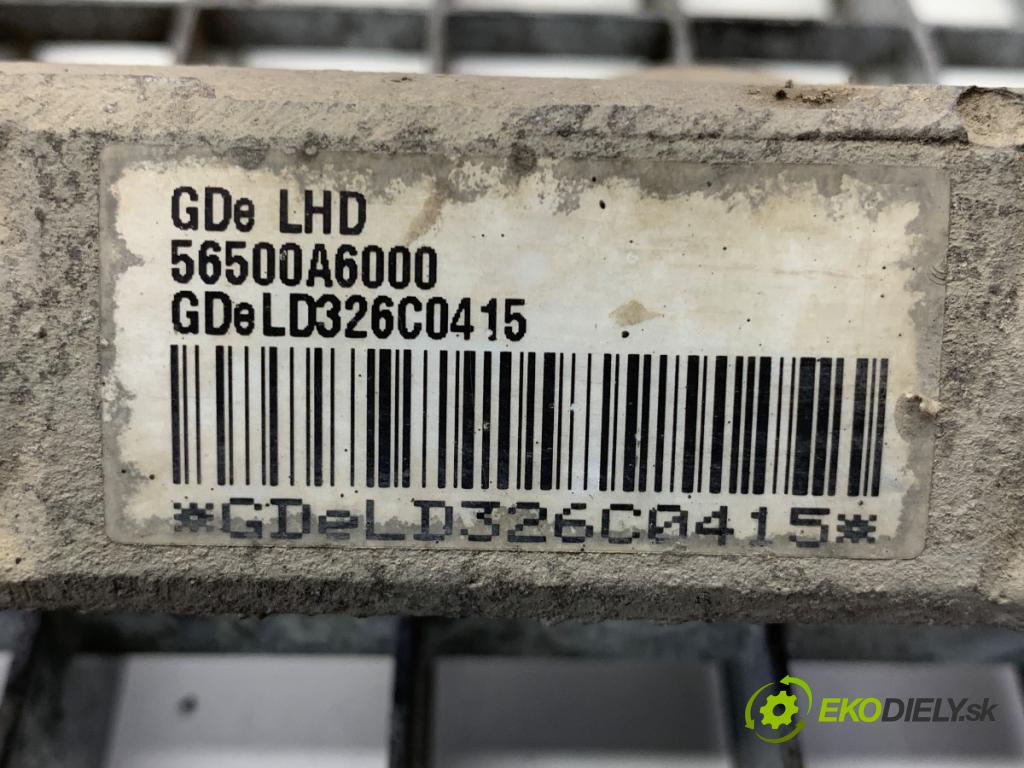 GDe LHD
56500A6000
GDeLD326C0415
*GDeLD326C0415*
EKODIELY.sk